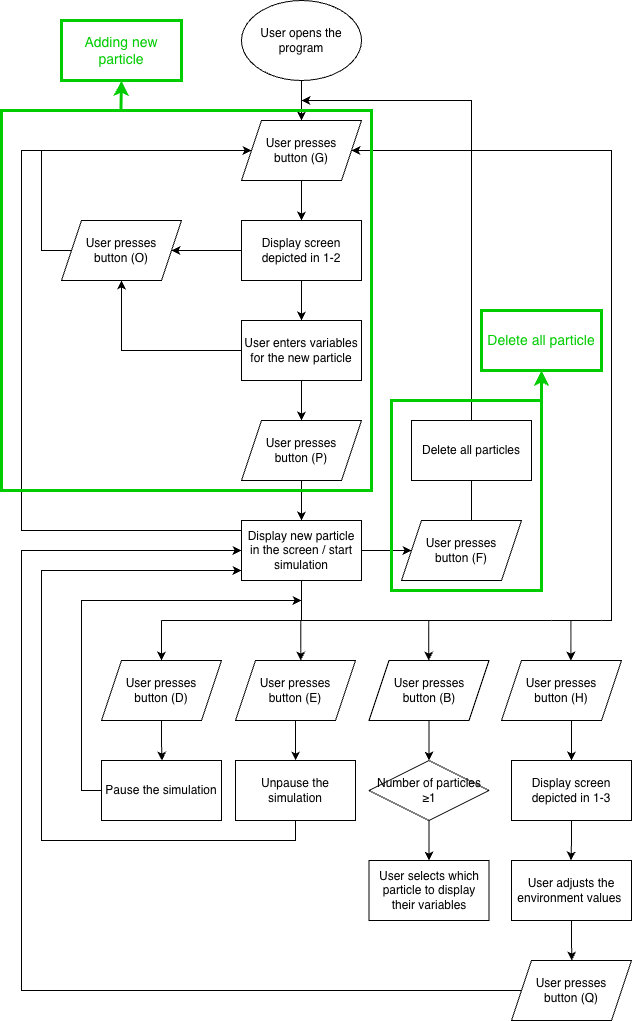 Adding new
particle
User opens the
program
User presses
button (G)
User presses
button (O)
Display screen
depicted in 1-2
User enters variables
for the new particle
Delete all particle
User presses
button (P)
Delete all particles
Display new particle
in the screen / start
simulation
User presses
button (F)
User presses
button (D)
User presses
button (E)
User presses
button (B)
User presses
button (H)
Pause the simulation
Unpause the
simulation
Number of particles
≥1
Display screen
depicted in 1-3
User selects which
particle to display
their variables
User adjusts the
environment values
User presses
button (Q)